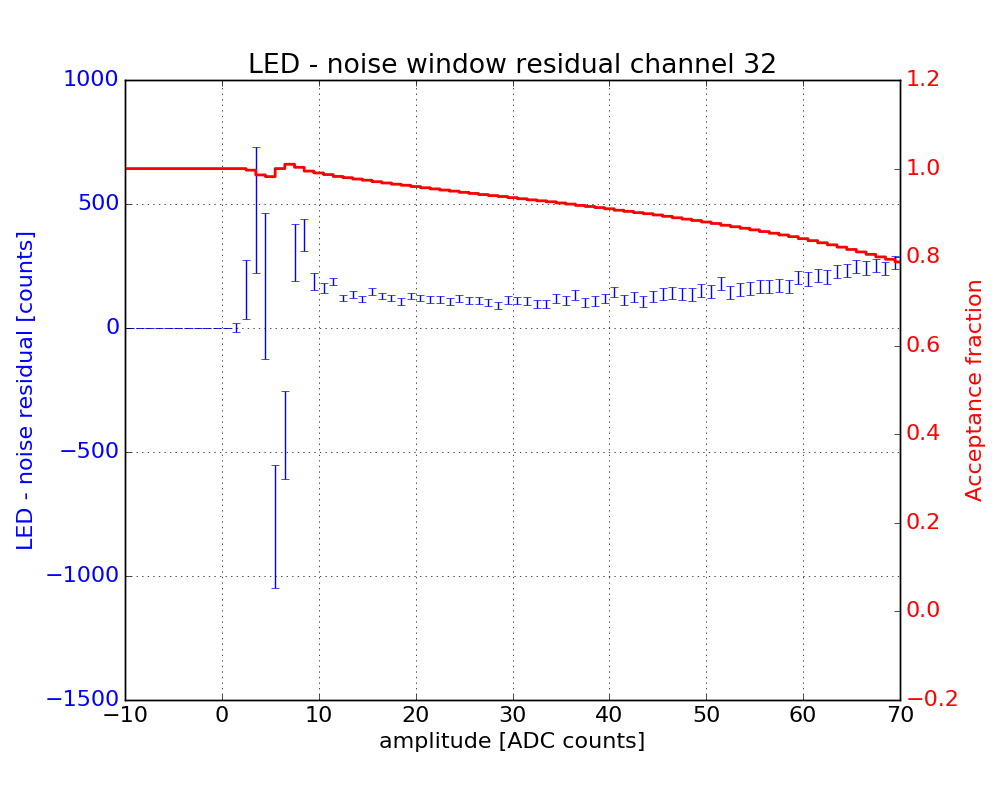 LED - noise window residual channel 32
1000
500
0
−500
−1000
−1500
LED - noise residual [counts]
1.2
1.0
0.8
0.6
0.4
0.2
0.0
−0.2
Acceptance fraction
−10 0 10 20 30 40 50 60 70
amplitude [ADC counts]